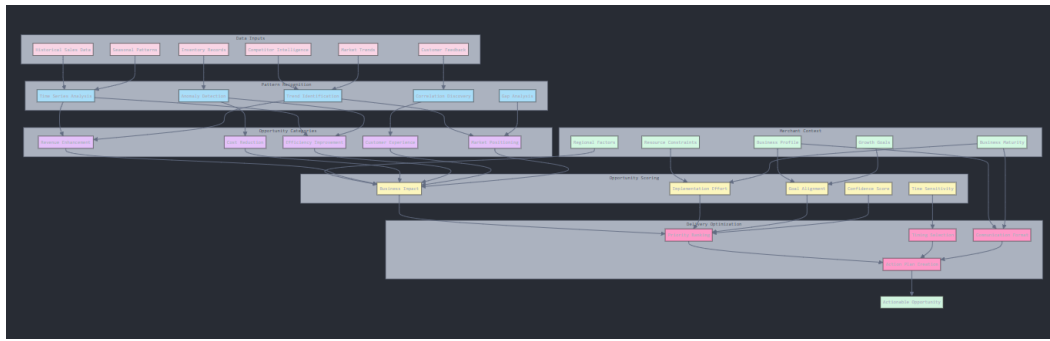 Data Inputs
Historical Sales Data
Seasonal Patterns
Inventory Records
Competitor Intelligence
Market Trends
Customer Feedback
Pattern Recognition
Time Series Analysis
Anomaly Detection
Trend Identification
Correlation Discovery
Gap Analysis
Opportunity Categories
Merchant Context
Revenue Enhancement
Cost Reduction
Efficiency Improvement
Customer Experience
Market Positioning
Regional Factors
Resource Constraints
Business Profile
Growth Goals
Business Maturity
Opportunity Scoring
Business Impact
Implementation Effort
Goal Alignment
Confidence Score
Time Sensitivity
Delivery Optimization
Actionable Opportunity